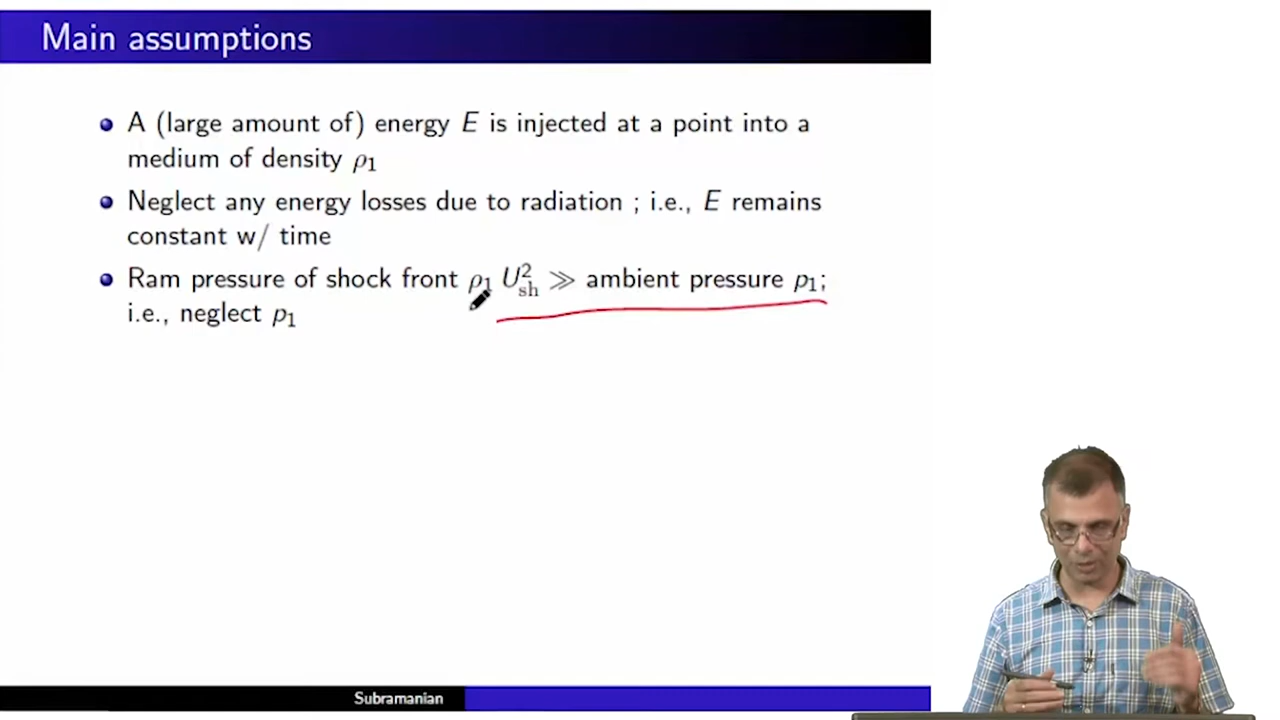 Main assumptions
A (large amount of) energy E is injected at a point into a
medium of density ρ₁
Neglect any energy losses due to radiation ; i.e., E remains
constant w/ time
Ram pressure of shock front ρ₁ U²ₛₕ ≫ ambient pressure p₁;
i.e., neglect p₁
Subramanian